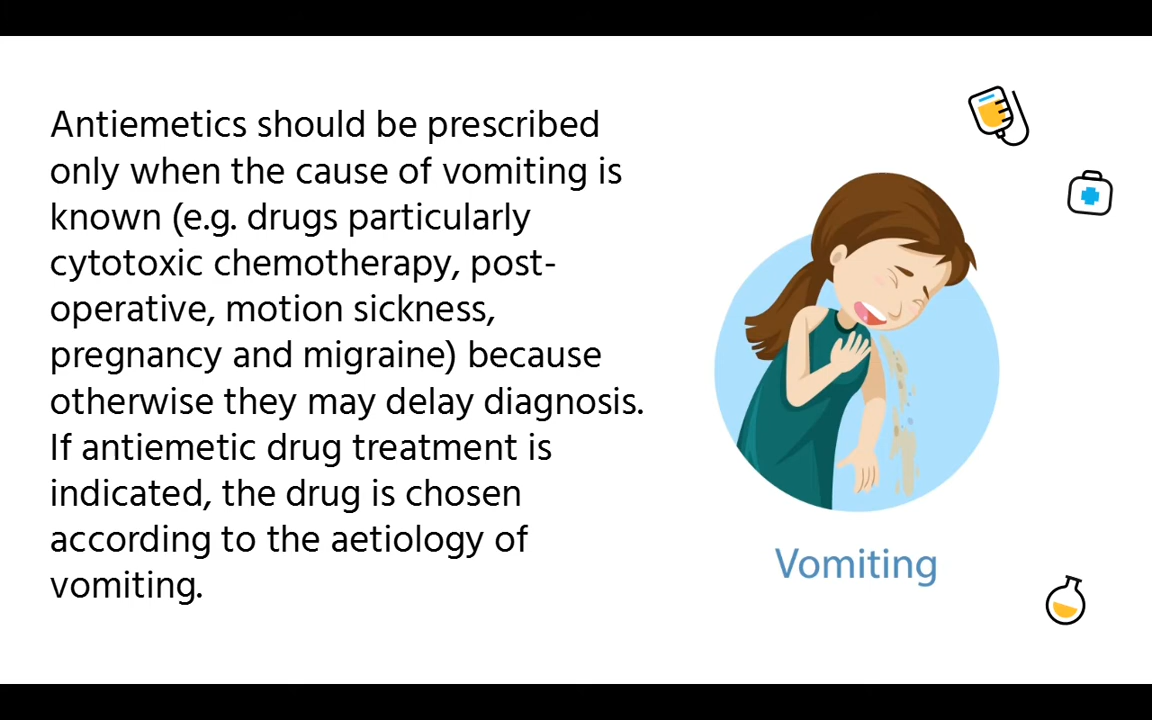 Antiemetics should be prescribed
only when the cause of vomiting is
known (e.g. drugs particularly
cytotoxic chemotherapy, post-
operative, motion sickness,
pregnancy and migraine) because
otherwise they may delay diagnosis.
If antiemetic drug treatment is
indicated, the drug is chosen
according to the aetiology of
vomiting.
Vomiting